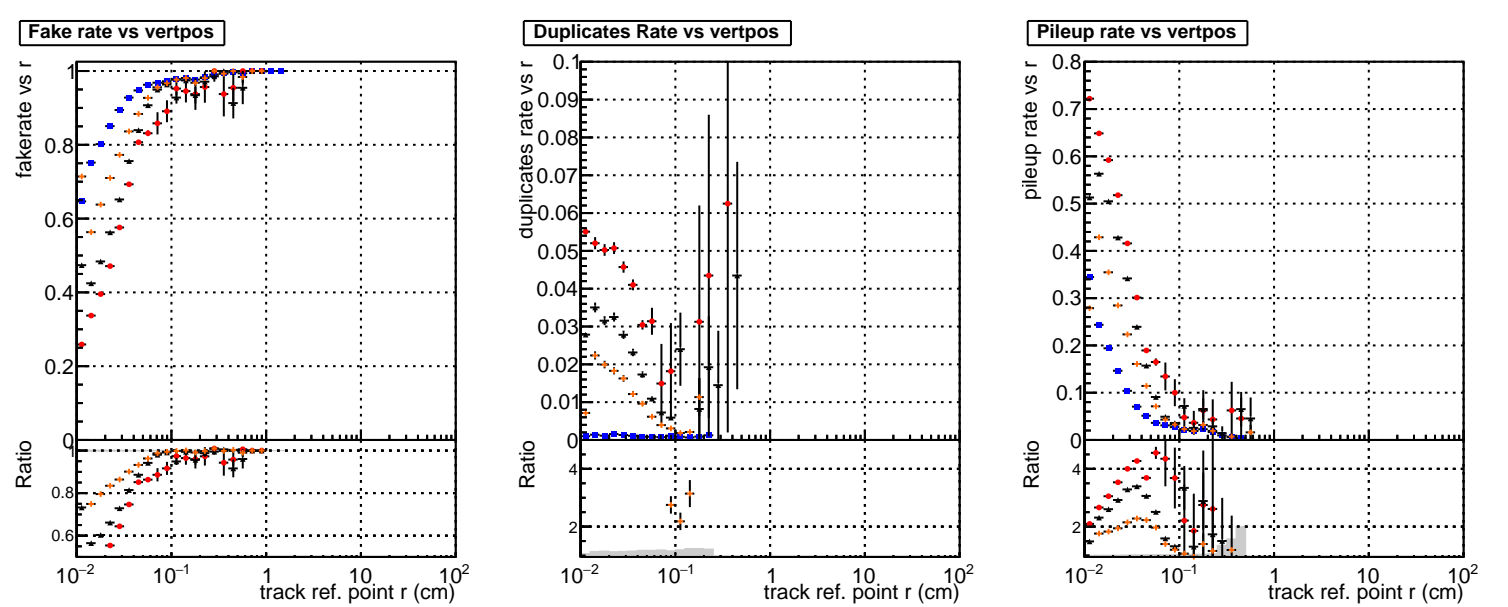 Fake rate vs vertpos
fakerate vs r
1
0.8
0.6
0.4
0.2
0
Ratio
1
0.8
0.6
10⁻² 10⁻¹ 1 10 10²
track ref. point r (cm)
Duplicates Rate vs vertpos
duplicates rate vs r
0.1
0.09
0.08
0.07
0.06
0.05
0.04
0.03
0.02
0.01
0
Ratio
4
2
10⁻² 10⁻¹ 1 10 10²
track ref. point r (cm)
Pileup rate vs vertpos
pileup rate vs r
0.8
0.7
0.6
0.5
0.4
0.3
0.2
0.1
0
Ratio
4
2
10⁻² 10⁻¹ 1 10 10²
track ref. point r (cm)